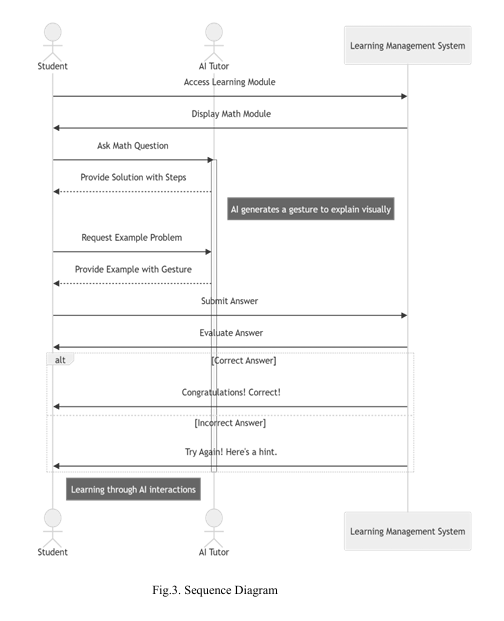 Student
AI Tutor
Learning Management System
Access Learning Module
Display Math Module
Ask Math Question
Provide Solution with Steps
AI generates a gesture to explain visually
Request Example Problem
Provide Example with Gesture
Submit Answer
Evaluate Answer
alt
[Correct Answer]
Congratulations! Correct!
[Incorrect Answer]
Try Again! Here's a hint.
Learning through AI interactions
Student
AI Tutor
Learning Management System
Fig.3. Sequence Diagram